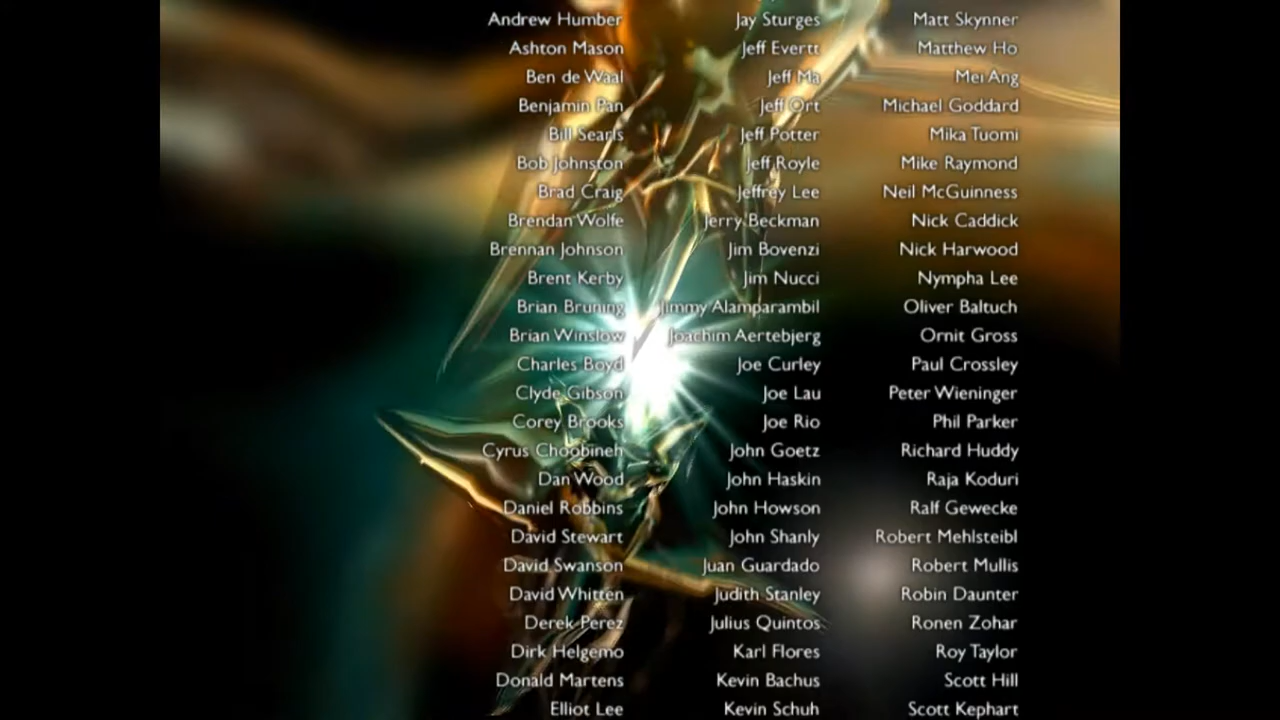 Andrew Humber Jay Sturges Matt Skynner
Ashton Mason Jeff Evertt Matthew Ho
Ben de Waal Jeff Ma Mei Ang
Benjamin Pan Jeff Ort Michael Goddard
Bill Searls Jeff Potter Mika Tuomi
Bob Johnston Jeff Royle Mike Raymond
Brad Craig Jeffrey Lee Neil McGuinness
Brendan Wolfe Jerry Beckman Nick Caddick
Brennan Johnson Jim Bovenzi Nick Harwood
Brent Kerby Jim Nucci Nympha Lee
Brian Bruning Jimmy Alamparambil Oliver Baltuch
Brian Winslow Joachim Aertebjerg Ornit Gross
Charles Boyd Joe Curley Paul Crossley
Clyde Gibson Joe Lau Peter Wieninger
Corey Brooks Joe Rio Phil Parker
Cyrus Choobineh John Goetz Richard Huddy
Dan Wood John Haskin Raja Koduri
Daniel Robbins John Howson Ralf Gewecke
David Stewart John Shanly Robert Mehlsteibl
David Swanson Juan Guardado Robert Mullis
David Whitten Judith Stanley Robin Daunter
Derek Perez Julius Quintos Ronen Zohar
Dirk Helgemo Karl Flores Roy Taylor
Donald Martens Kevin Bachus Scott Hill
Elliot Lee Kevin Schuh Scott Kephart